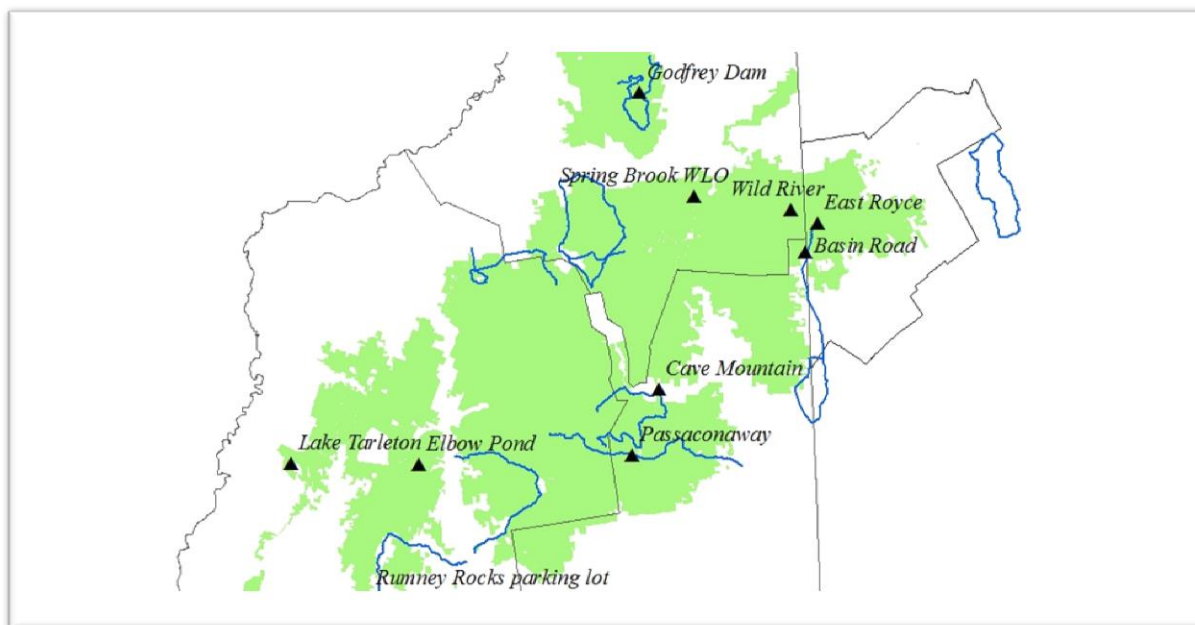 Godfrey Dam
Spring Brook WLO
Wild River
East Royce
Basin Road
Cave Mountain
Passaconaway
Lake Tarleton
Elbow Pond
Rumney Rocks parking lot